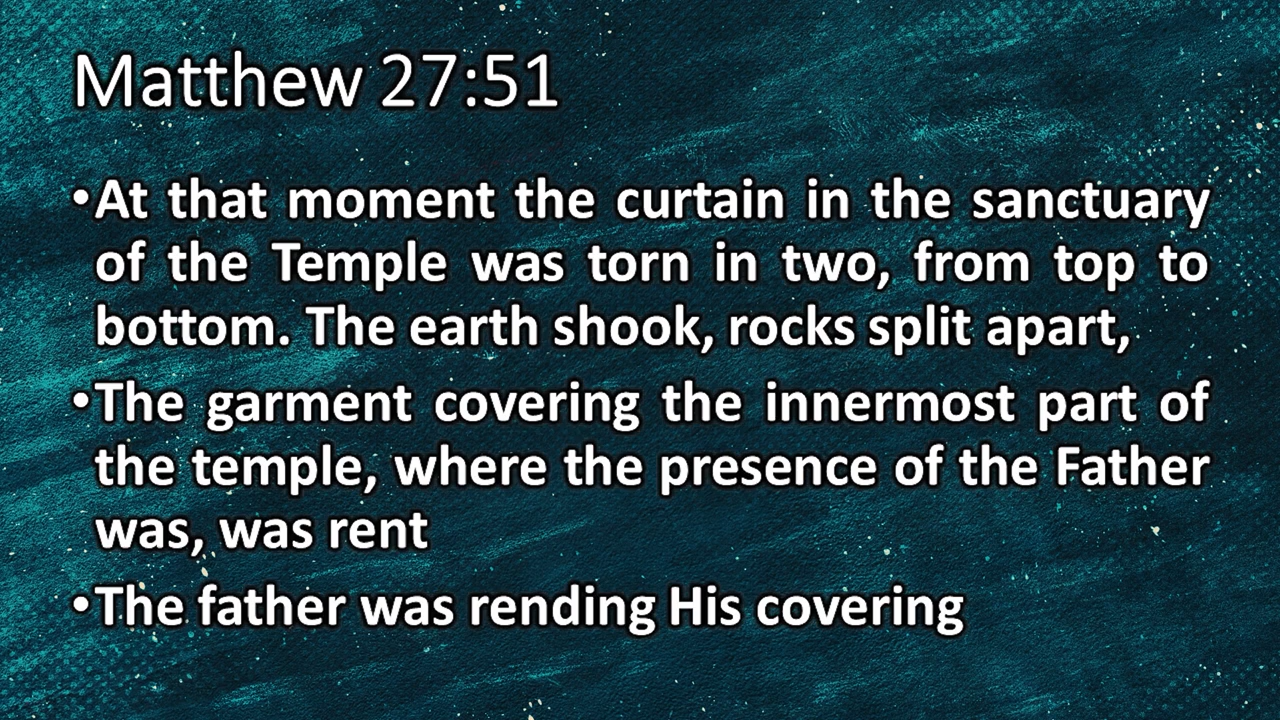 Matthew 27:51
•At that moment the curtain in the sanctuary
of the Temple was torn in two, from top to
bottom. The earth shook, rocks split apart,
•The garment covering the innermost part of
the temple, where the presence of the Father
was, was rent
•The father was rending His covering